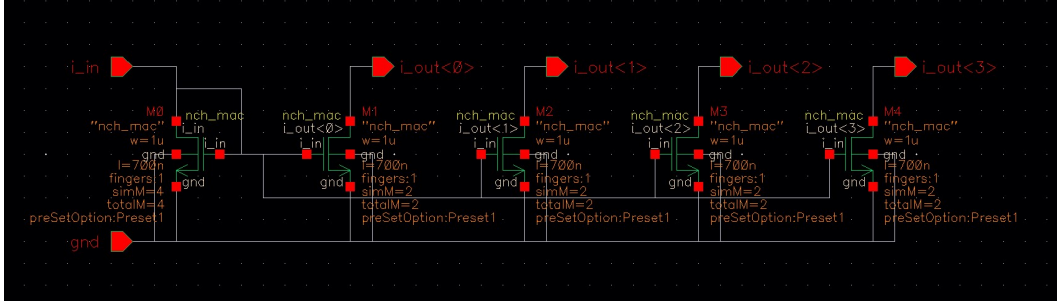 i_in
i_out<0>
i_out<1>
i_out<2>
i_out<3>
M0
nch_mac
"nch_mac"
i_in
w=1u
i_in
gnd
l=700n
fingers:1
gnd
simM=4
totalM=4
preSetOption:Preset1
M1
nch_mac
i_out<0>
"nch_mac"
w=1u
i_in
gnd
l=700n
gnd
fingers:1
simM=2
totalM=2
preSetOption:Preset1
M2
nch_mac
i_out<1>
"nch_mac"
w=1u
i_in
gnd
l=700n
gnd
fingers:1
simM=2
totalM=2
preSetOption:Preset1
M3
nch_mac
i_out<2>
"nch_mac"
w=1u
i_in
gnd
l=700n
gnd
fingers:1
simM=2
totalM=2
preSetOption:Preset1
M4
nch_mac
i_out<3>
"nch_mac"
w=1u
i_in
gnd
l=700n
gnd
fingers:1
simM=2
totalM=2
preSetOption:Preset1
gnd